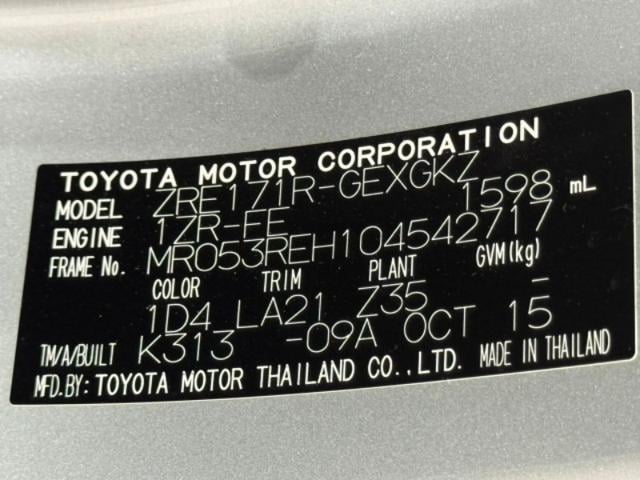 TOYOTA MOTOR CORPORATION
MODEL ZRE171R-GEXGKZ
ENGINE 1ZR-FE 1598 mL
FRAME No. MR053REH104542717
COLOR TRIM PLANT GVM(kg)
1D4 LA21 Z35 -
TM/A/BUILT K313 -09A OCT 15
MFD.BY: TOYOTA MOTOR THAILAND CO.,LTD. MADE IN THAILAND